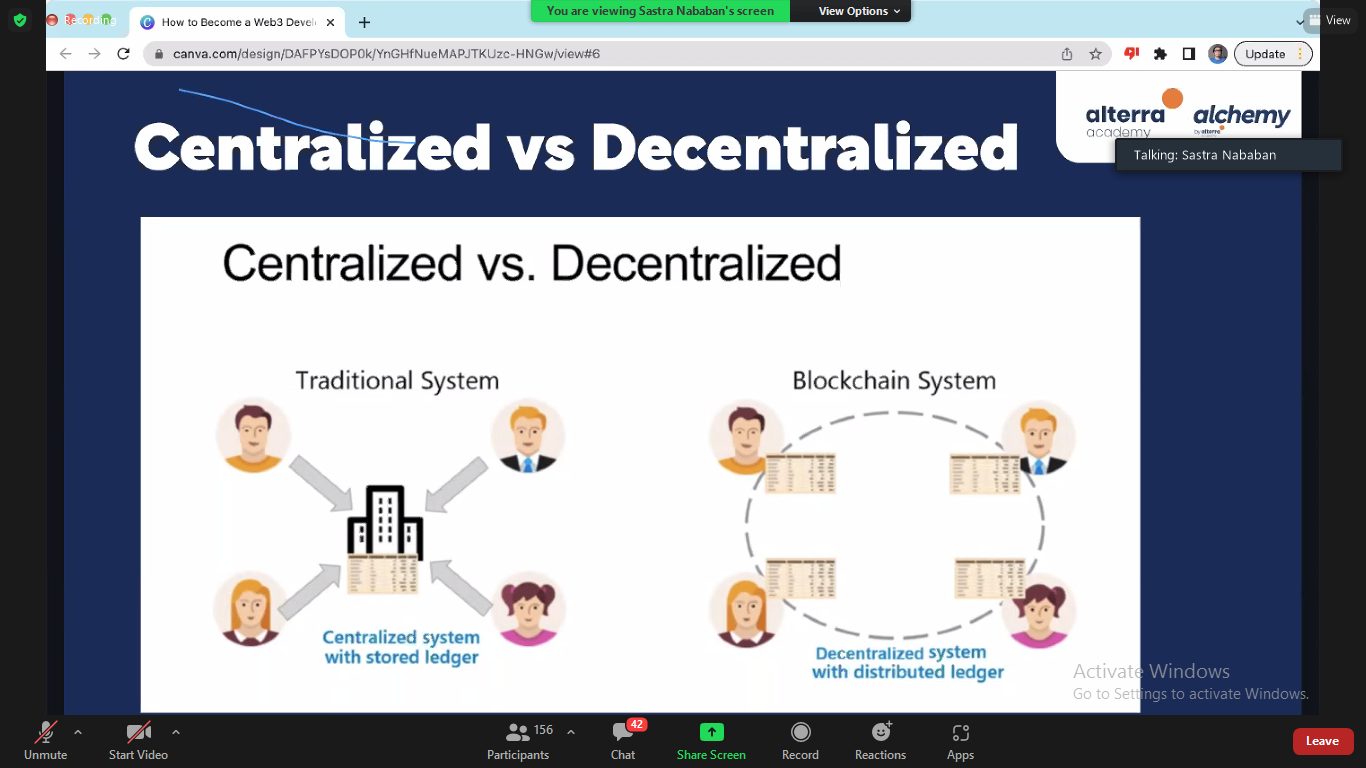 Recording
How to Become a Web3 Devel
You are viewing Sastra Nababan's screen
View Options
View
canva.com/design/DAFPYsDOP0k/YnGHfNueMAPJTKUzc-HNGw/view#6
Update
Centralized vs Decentralized
alterra
academy
alchemy
by alterra
Talking: Sastra Nababan
Centralized vs. Decentralized
Traditional System
Blockchain System
Centralized system
with stored ledger
Decentralized system
with distributed ledger
Activate Windows
Go to Settings to activate Windows.
Unmute
Start Video
156
Participants
42
Chat
Share Screen
Record
Reactions
Apps
Leave